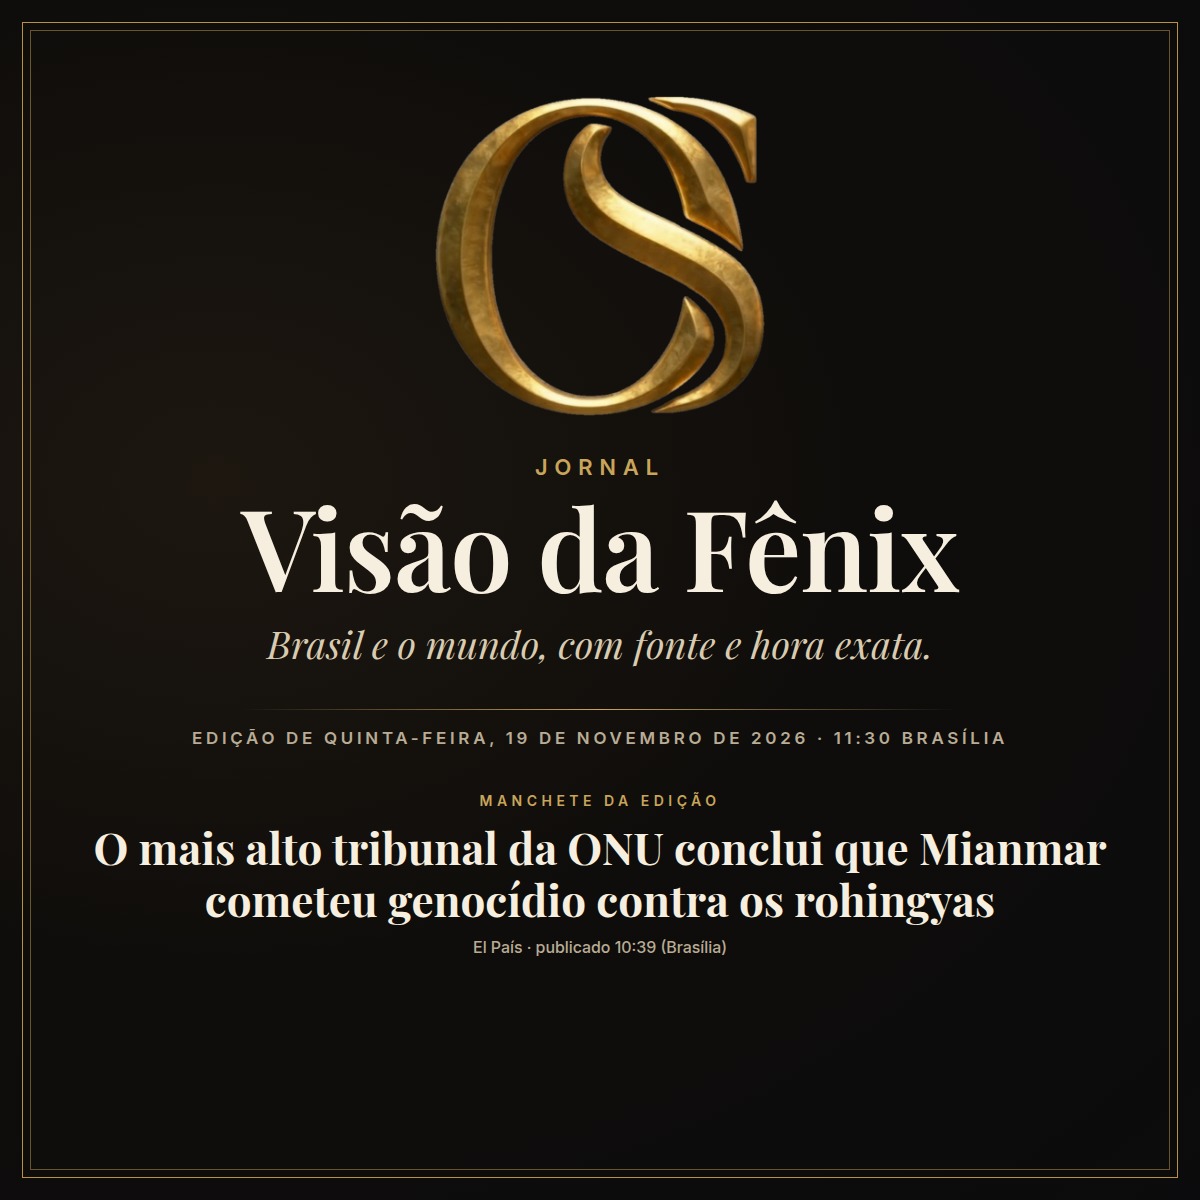 CS
JORNAL
Visão da Fênix
Brasil e o mundo, com fonte e hora exata.
EDIÇÃO DE QUINTA-FEIRA, 19 DE NOVEMBRO DE 2026 · 11:30 BRASÍLIA
MANCHETE DA EDIÇÃO
O mais alto tribunal da ONU conclui que Mianmar
cometeu genocídio contra os rohingyas
El País · publicado 10:39 (Brasília)